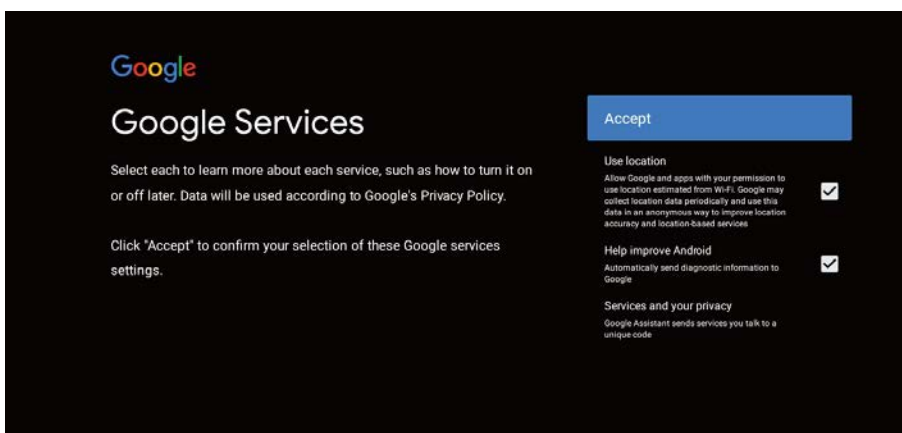 Google
Google Services
Select each to learn more about each service, such as how to turn it on
or off later. Data will be used according to Google's Privacy Policy.
Click "Accept" to confirm your selection of these Google services
settings.
Accept
Use location
Allow Google and apps with your permission to
use location estimated from Wi-Fi. Google may
collect location data periodically and use this
data in an anonymous way to improve location
accuracy and location-based services
Help improve Android
Automatically send diagnostic information to
Google
Services and your privacy
Google Assistant sends services you talk to a
unique code